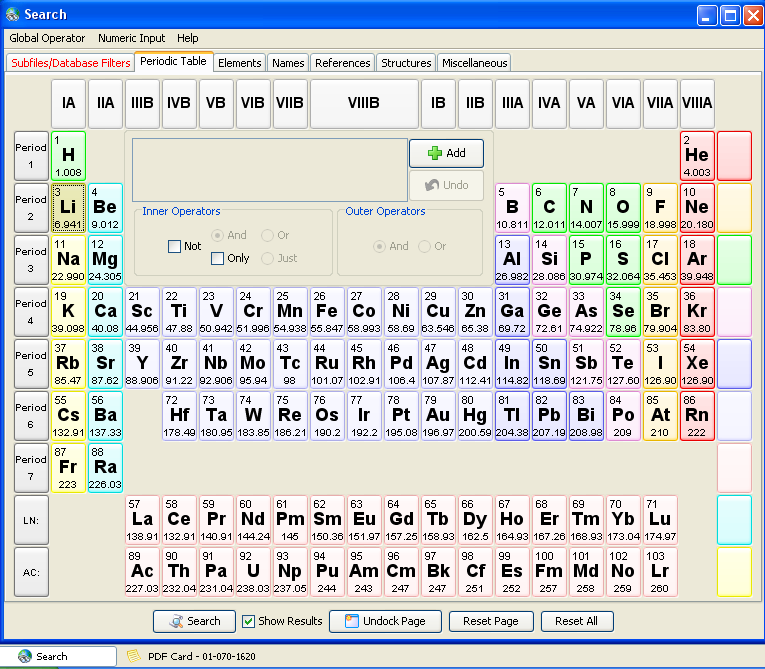 Search
Global Operator Numeric Input Help
Subfiles/Database Filters Periodic Table Elements Names References Structures Miscellaneous
IA IIA IIIB IVB VB VIB VIIB VIIIB IB IIB IIIA IVA VA VIA VIIA VIIIA
Period 1
1 H 1.008
2 He 4.003
Add
Undo
Inner Operators
Not And Or Only Just
Outer Operators
And Or
Period 2
3 Li 6.941
4 Be 9.012
5 B 10.811
6 C 12.011
7 N 14.007
8 O 15.999
9 F 18.998
10 Ne 20.180
Period 3
11 Na 22.990
12 Mg 24.305
13 Al 26.982
14 Si 28.086
15 P 30.974
16 S 32.064
17 Cl 35.453
18 Ar 39.948
Period 4
19 K 39.098
20 Ca 40.08
21 Sc 44.956
22 Ti 47.88
23 V 50.942
24 Cr 51.996
25 Mn 54.938
26 Fe 55.847
27 Co 58.993
28 Ni 58.69
29 Cu 63.546
30 Zn 65.38
31 Ga 69.72
32 Ge 72.61
33 As 74.922
34 Se 78.96
35 Br 79.904
36 Kr 83.80
Period 5
37 Rb 85.47
38 Sr 87.62
39 Y 88.906
40 Zr 91.22
41 Nb 92.906
42 Mo 95.94
43 Tc 98
44 Ru 101.07
45 Rh 102.91
46 Pd 106.4
47 Ag 107.87
48 Cd 112.41
49 In 114.82
50 Sn 118.69
51 Sb 121.75
52 Te 127.60
53 I 126.90
54 Xe 126.90
Period 6
55 Cs 132.91
56 Ba 137.33
72 Hf 178.49
73 Ta 180.95
74 W 183.85
75 Re 186.21
76 Os 190.2
77 Ir 192.2
78 Pt 195.08
79 Au 196.97
80 Hg 200.59
81 Tl 204.38
82 Pb 207.19
83 Bi 208.98
84 Po 209
85 At 210
86 Rn 222
Period 7
87 Fr 223
88 Ra 226.03
LN:
57 La 138.91
58 Ce 132.91
59 Pr 140.91
60 Nd 144.24
61 Pm 145
62 Sm 150.36
63 Eu 151.97
64 Gd 157.25
65 Tb 158.93
66 Dy 162.5
67 Ho 164.93
68 Er 167.26
69 Tm 168.93
70 Yb 173.04
71 Lu 174.97
AC:
89 Ac 227.03
90 Th 232.04
91 Pa 231.04
92 U 238.03
93 Np 237.05
94 Pu 244
95 Am 243
96 Cm 247
97 Bk 247
98 Cf 251
99 Es 252
100 Fm 257
101 Md 258
102 No 259
103 Lr 260
Search Show Results Undock Page Reset Page Reset All
Search PDF Card - 01-070-1620